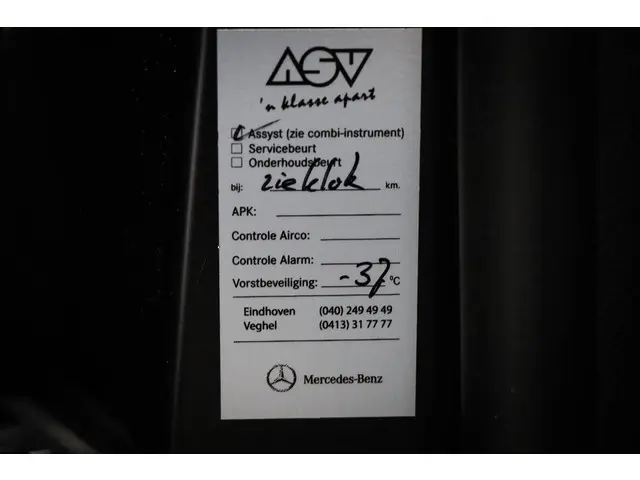 ASV
'n klasse apart
Assyst (zie combi-instrument)
Servicebeurt
Onderhoudsbeurt
bij: zie klok km.
APK:
Controle Airco:
Controle Alarm:
Vorstbeveiliging: -37 °C
Eindhoven (040) 249 49 49
Veghel (0413) 31 77 77
Mercedes-Benz